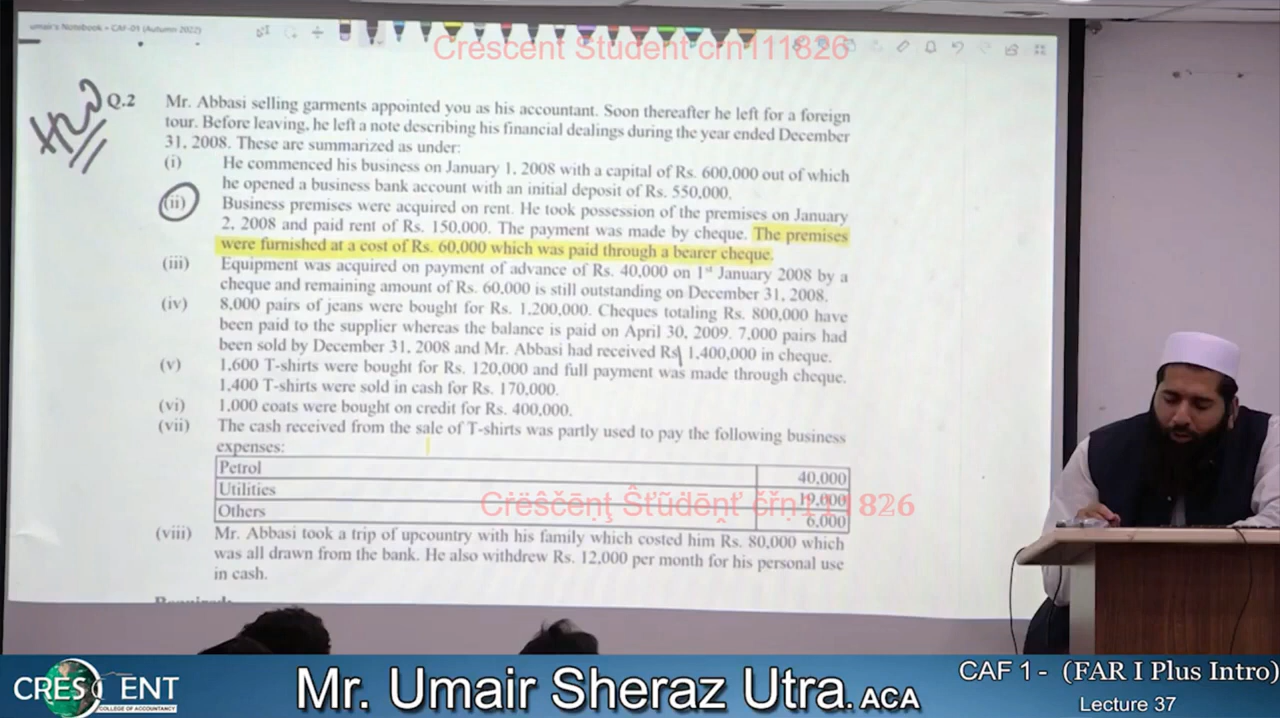 umair's Notebook • CAF-01 (Autumn 2022)
Crescent Student crn111826
HW
Q.2 Mr. Abbasi selling garments appointed you as his accountant. Soon thereafter he left for a foreign
tour. Before leaving, he left a note describing his financial dealings during the year ended December
31, 2008. These are summarized as under:
(i) He commenced his business on January 1, 2008 with a capital of Rs. 600,000 out of which
he opened a business bank account with an initial deposit of Rs. 550,000.
(ii) Business premises were acquired on rent. He took possession of the premises on January
2, 2008 and paid rent of Rs. 150,000. The payment was made by cheque. The premises
were furnished at a cost of Rs. 60,000 which was paid through a bearer cheque.
(iii) Equipment was acquired on payment of advance of Rs. 40,000 on 1st January 2008 by a
cheque and remaining amount of Rs. 60,000 is still outstanding on December 31, 2008.
(iv) 8,000 pairs of jeans were bought for Rs. 1,200,000. Cheques totaling Rs. 800,000 have
been paid to the supplier whereas the balance is paid on April 30, 2009. 7,000 pairs had
been sold by December 31, 2008 and Mr. Abbasi had received Rs 1,400,000 in cheque.
(v) 1,600 T-shirts were bought for Rs. 120,000 and full payment was made through cheque.
1,400 T-shirts were sold in cash for Rs. 170,000.
(vi) 1,000 coats were bought on credit for Rs. 400,000.
(vii) The cash received from the sale of T-shirts was partly used to pay the following business
expenses:
Petrol 40,000
Utilities 19,000
Others 6,000
Crėšĉēṇţ Ŝťũḋēṋť čřṇ111826
(viii) Mr. Abbasi took a trip of upcountry with his family which costed him Rs. 80,000 which
was all drawn from the bank. He also withdrew Rs. 12,000 per month for his personal use
in cash.
CRESCENT
COLLEGE OF ACCOUNTANCY
Mr. Umair Sheraz Utra. ACA
CAF 1 - (FAR I Plus Intro)
Lecture 37